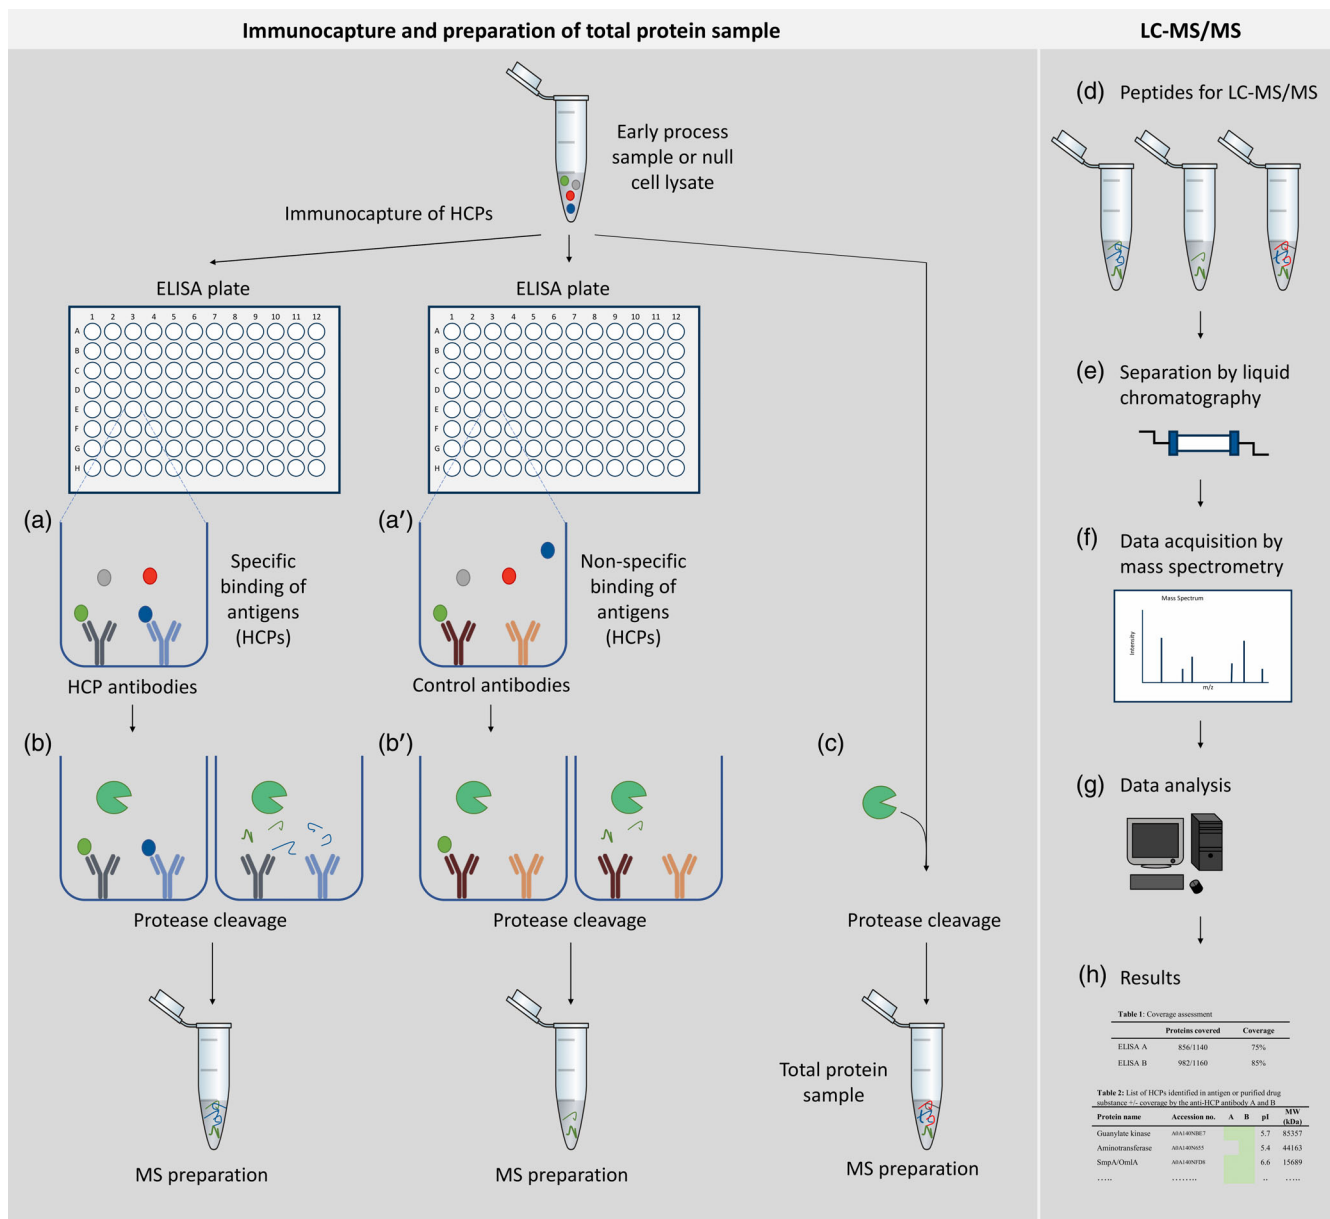 Immunocapture and preparation of total protein sample
LC-MS/MS
Early process
sample or null
cell lysate
Immunocapture of HCPs
ELISA plate
1 2 3 4 5 6 7 8 9 10 11 12
A
B
C
D
E
F
G
H
ELISA plate
1 2 3 4 5 6 7 8 9 10 11 12
A
B
C
D
E
F
G
H
(a)
Specific
binding of
antigens
(HCPs)
HCP antibodies
(a′)
Non-specific
binding of
antigens
(HCPs)
Control antibodies
(b)
Protease cleavage
MS preparation
(b′)
Protease cleavage
MS preparation
(c)
Protease cleavage
Total protein
sample
MS preparation
(d) Peptides for LC-MS/MS
(e) Separation by liquid
chromatography
(f) Data acquisition by
mass spectrometry
Mass Spectrum
Intensity
m/z
(g) Data analysis
(h) Results
Table 1: Coverage assessment
Proteins covered Coverage
ELISA A 856/1140 75%
ELISA B 982/1160 85%
Table 2: List of HCPs identified in antigen or purified drug
substance +/- coverage by the anti-HCP antibody A and B
Protein name Accession no. A B pI MW
(kDa)
Guanylate kinase A0A140NBE7 5.7 85357
Aminotransferase A0A140N655 5.4 44163
SmpA/OmlA A0A140NFD8 6.6 15689
..... ........ .. .....